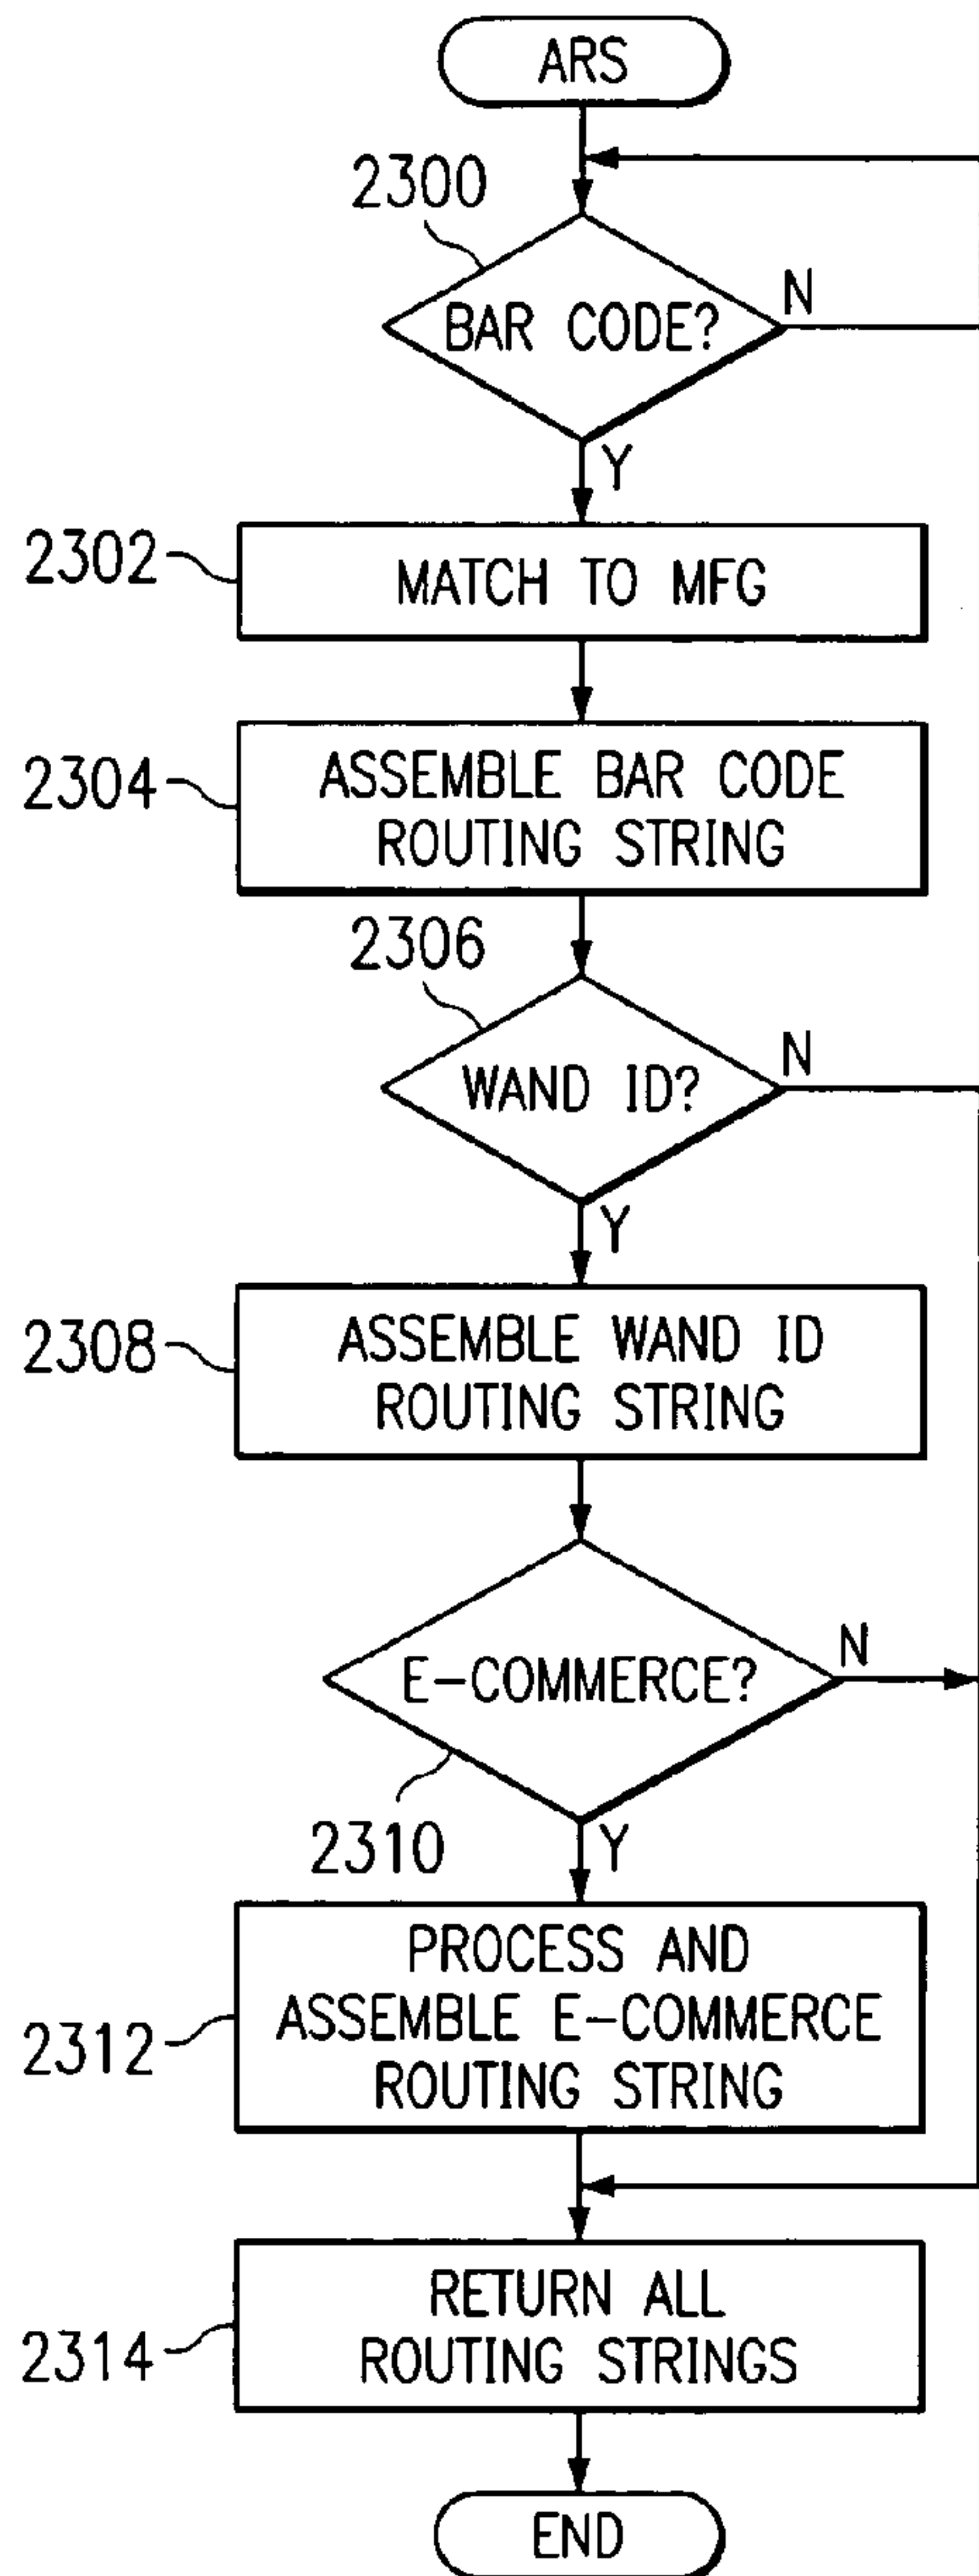 ARS
2300
BAR CODE?
N
Y
2302
MATCH TO MFG
2304
ASSEMBLE BAR CODE
ROUTING STRING
2306
WAND ID?
N
Y
2308
ASSEMBLE WAND ID
ROUTING STRING
E-COMMERCE?
N
2310
Y
2312
PROCESS AND
ASSEMBLE E-COMMERCE
ROUTING STRING
2314
RETURN ALL
ROUTING STRINGS
END